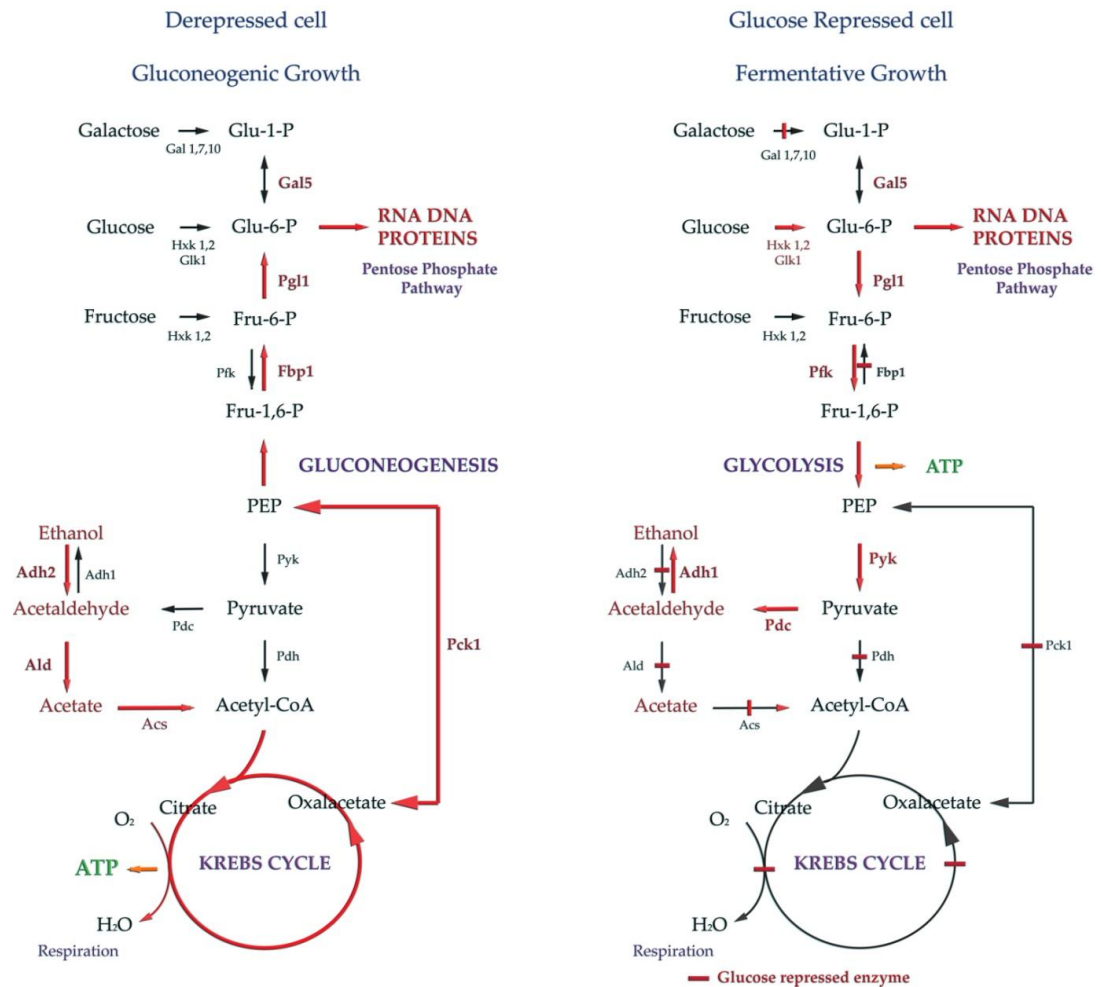 Derepressed cell
Gluconeogenic Growth
Galactose
Gal 1,7,10
Glu-1-P
Gal5
Glucose
Hxk 1,2
Glk1
Glu-6-P
RNA DNA
PROTEINS
Pentose Phosphate
Pathway
Pgl1
Fructose
Hxk 1,2
Fru-6-P
Pfk
Fbp1
Fru-1,6-P
GLUCONEOGENESIS
PEP
Ethanol
Adh2
Adh1
Pyk
Acetaldehyde
Pdc
Pyruvate
Ald
Pdh
Pck1
Acetate
Acs
Acetyl-CoA
Citrate
Oxalacetate
O₂
ATP
KREBS CYCLE
H₂O
Respiration
Glucose Repressed cell
Fermentative Growth
Galactose
Gal 1,7,10
Glu-1-P
Gal5
Glucose
Hxk 1,2
Glk1
Glu-6-P
RNA DNA
PROTEINS
Pentose Phosphate
Pathway
Pgl1
Fructose
Hxk 1,2
Fru-6-P
Pfk
Fbp1
Fru-1,6-P
GLYCOLYSIS
ATP
PEP
Ethanol
Adh2
Adh1
Pyk
Acetaldehyde
Pdc
Pyruvate
Ald
Pdh
Pck1
Acetate
Acs
Acetyl-CoA
Citrate
Oxalacetate
O₂
KREBS CYCLE
H₂O
Respiration
Glucose repressed enzyme